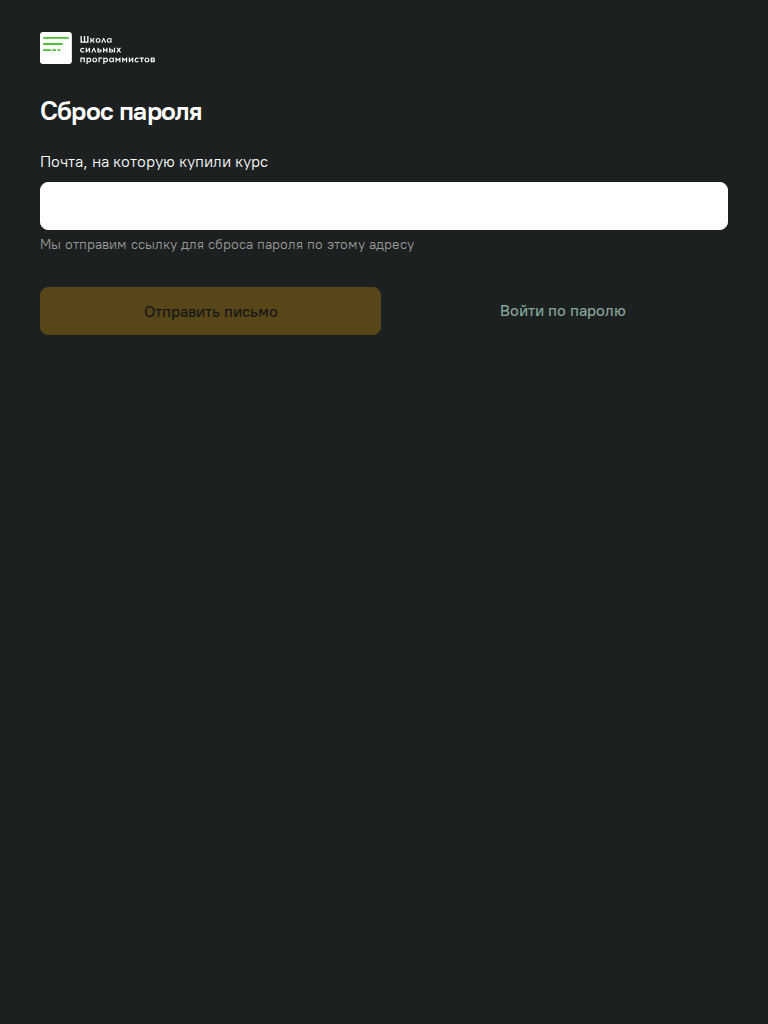 Школа
сильных
программистов
Сброс пароля
Почта, на которую купили курс
Мы отправим ссылку для сброса пароля по этому адресу
Отправить письмо
Войти по паролю